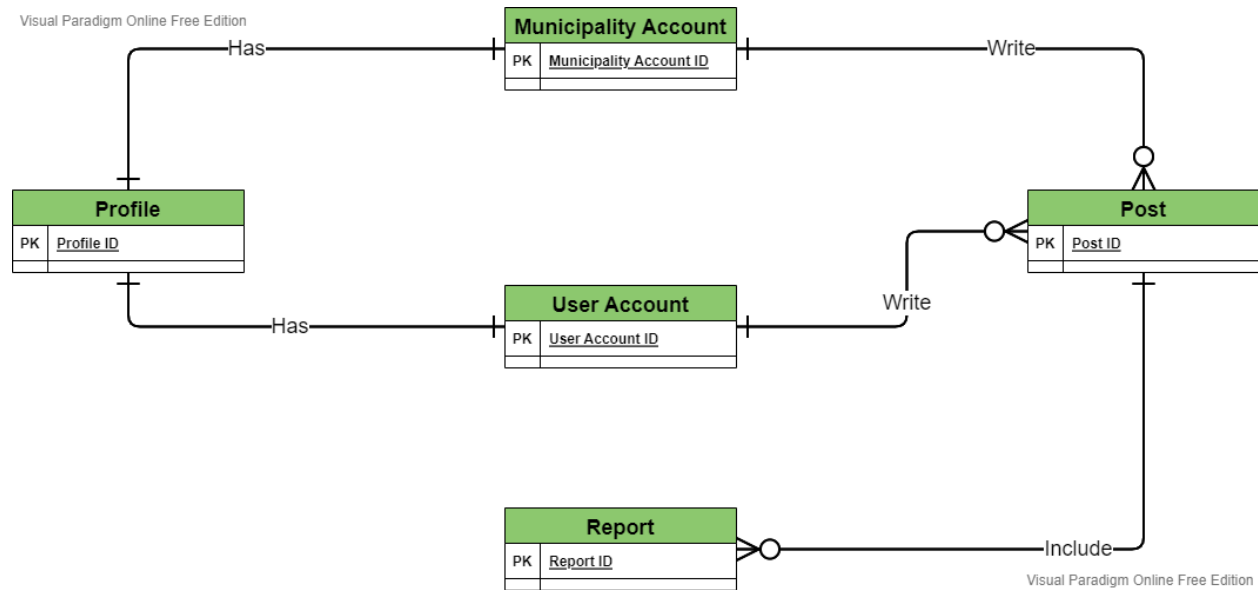 Visual Paradigm Online Free Edition
Municipality Account
PK Municipality Account ID
Has
Write
Profile
PK Profile ID
Post
PK Post ID
User Account
PK User Account ID
Has
Write
Report
PK Report ID
Include
Visual Paradigm Online Free Edition